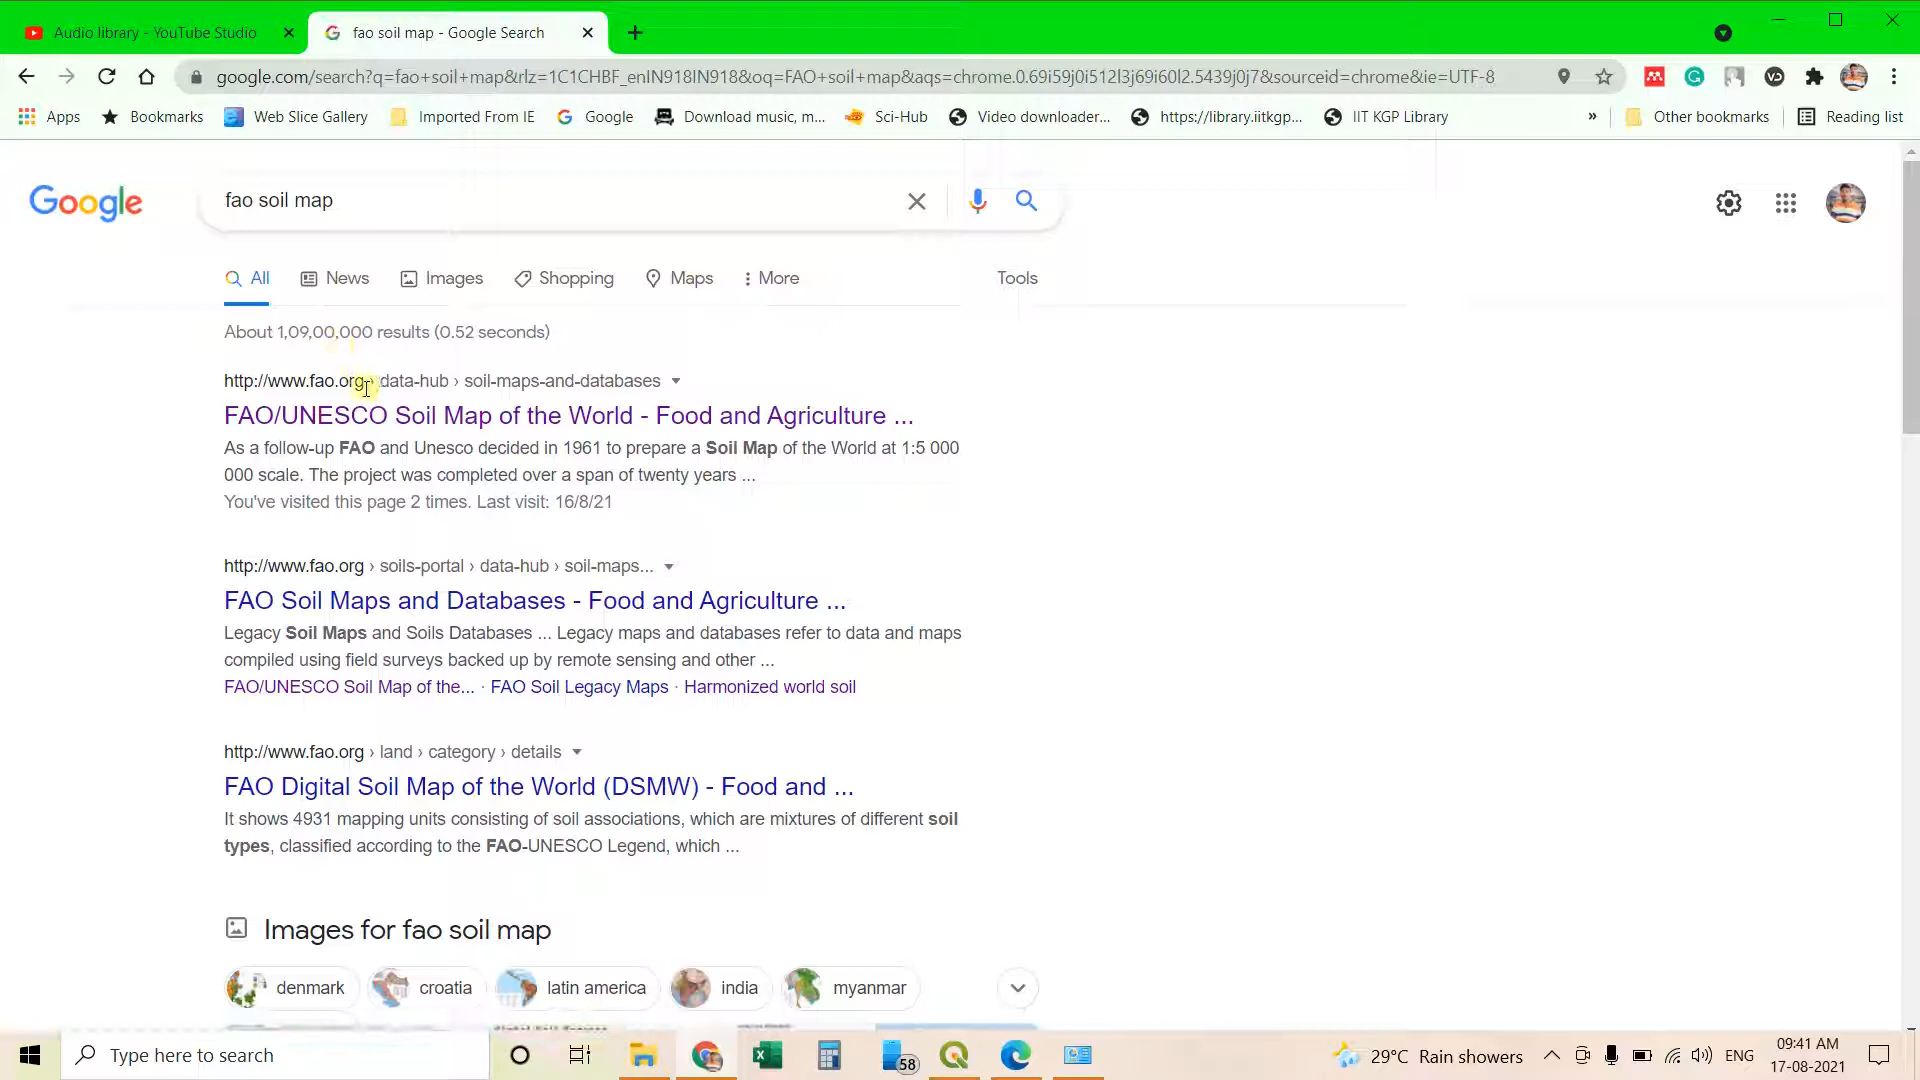 Audio library - YouTube Studio
fao soil map - Google Search
google.com/search?q=fao+soil+map&rlz=1C1CHBF_enIN918IN918&oq=FAO+soil+map&aqs=chrome.0.69i59j0i512l3j69i60l2.5439j0j7&sourceid=chrome&ie=UTF-8
Apps
Bookmarks
Web Slice Gallery
Imported From IE
Google
Download music, m...
Sci-Hub
Video downloader...
https://library.iitkgp...
IIT KGP Library
»
Other bookmarks
Reading list
Google
fao soil map
All
News
Images
Shopping
Maps
More
Tools
About 1,09,00,000 results (0.52 seconds)
http://www.fao.org › data-hub › soil-maps-and-databases
FAO/UNESCO Soil Map of the World - Food and Agriculture ...
As a follow-up FAO and Unesco decided in 1961 to prepare a Soil Map of the World at 1:5 000
000 scale. The project was completed over a span of twenty years ...
You've visited this page 2 times. Last visit: 16/8/21
http://www.fao.org › soils-portal › data-hub › soil-maps...
FAO Soil Maps and Databases - Food and Agriculture ...
Legacy Soil Maps and Soils Databases ... Legacy maps and databases refer to data and maps
compiled using field surveys backed up by remote sensing and other ...
FAO/UNESCO Soil Map of the... · FAO Soil Legacy Maps · Harmonized world soil
http://www.fao.org › land › category › details
FAO Digital Soil Map of the World (DSMW) - Food and ...
It shows 4931 mapping units consisting of soil associations, which are mixtures of different soil
types, classified according to the FAO-UNESCO Legend, which ...
Images for fao soil map
denmark
croatia
latin america
india
myanmar
Type here to search
58
29°C Rain showers
ENG
09:41 AM
17-08-2021